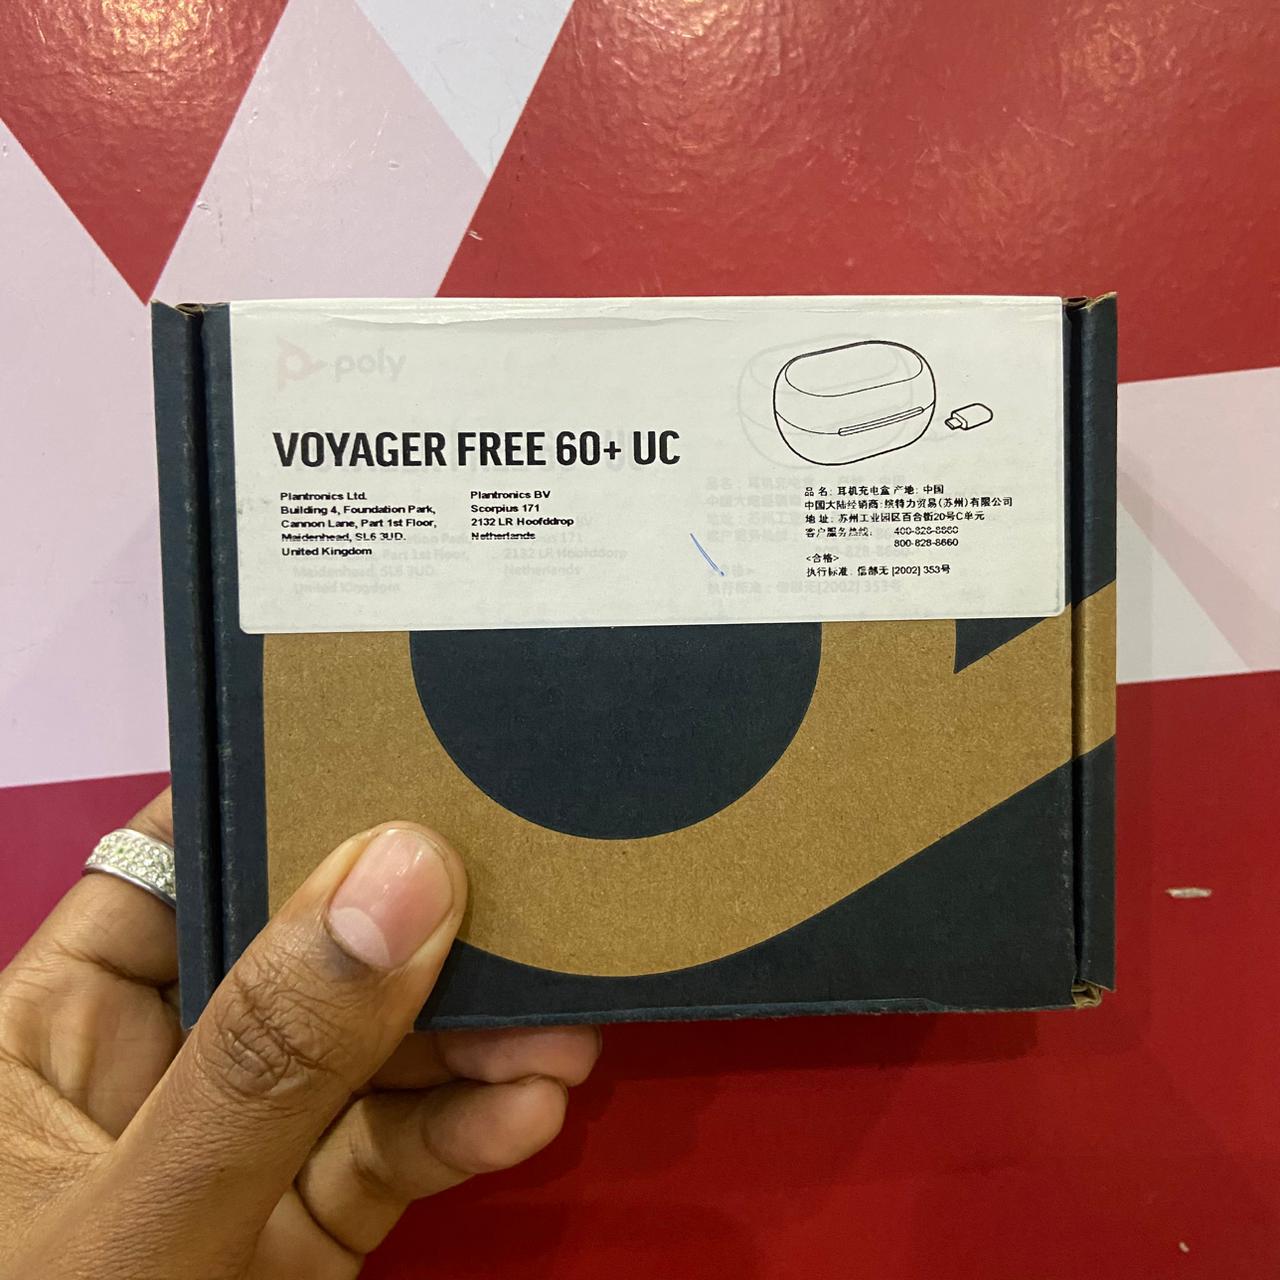 poly
VOYAGER FREE 60+ UC
Plantronics Ltd.
Building 4, Foundation Park,
Cannon Lane, Part 1st Floor,
Maidenhead, SL6 3UD.
United Kingdom
Plantronics BV
Scorpius 171
2132 LR Hoofddrop
Netherlands
品 名: 耳机充电盒 产地: 中国
中国大陆经销商: 缤特力贸易(苏州)有限公司
地 址: 苏州工业园区百合街20号C单元
客户服务热线: 400-828-8660
800-828-8660
<合格>
执行标准: 信部无 [2002] 353号